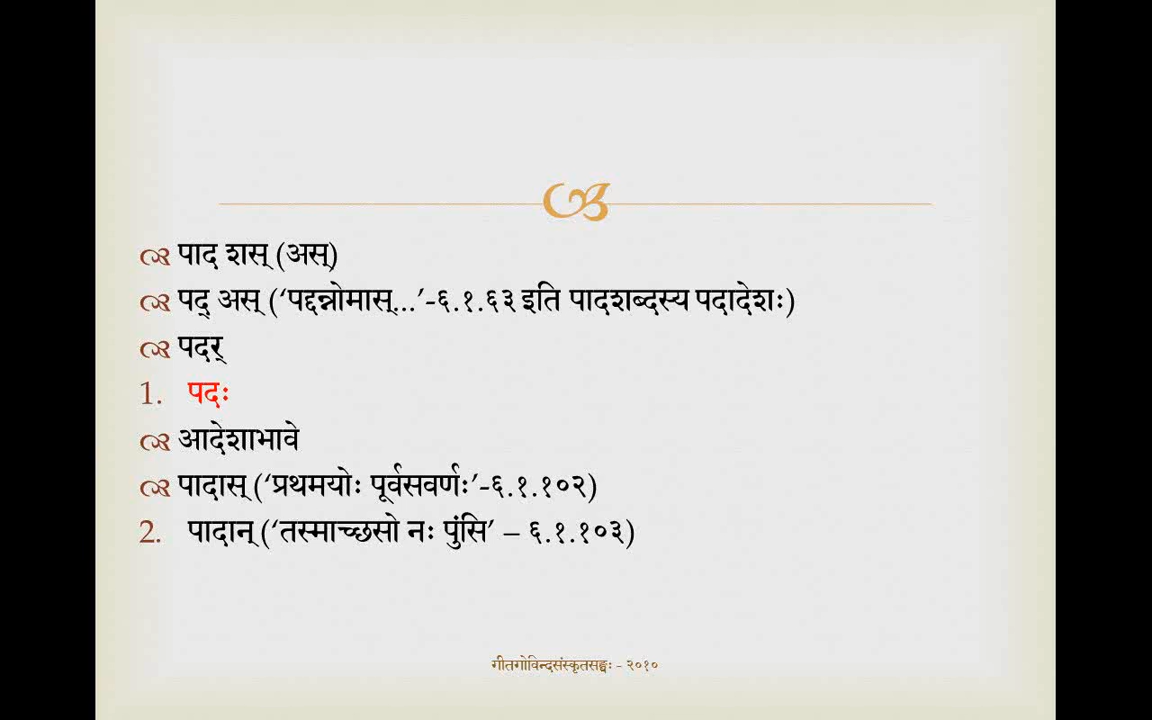 पाद शस् (अस्)
पद् अस् (‘पद्दन्नोमास्...’-६.१.६३ इति पादशब्दस्य पदादेशः)
पदर्
1. पदः
आदेशाभावे
पादास् (‘प्रथमयोः पूर्वसवर्णः’-६.१.१०२)
2. पादान् (‘तस्माच्छसो नः पुंसि’ – ६.१.१०३)
गीतगोविन्दसंस्कृतसङ्घः - २०१०